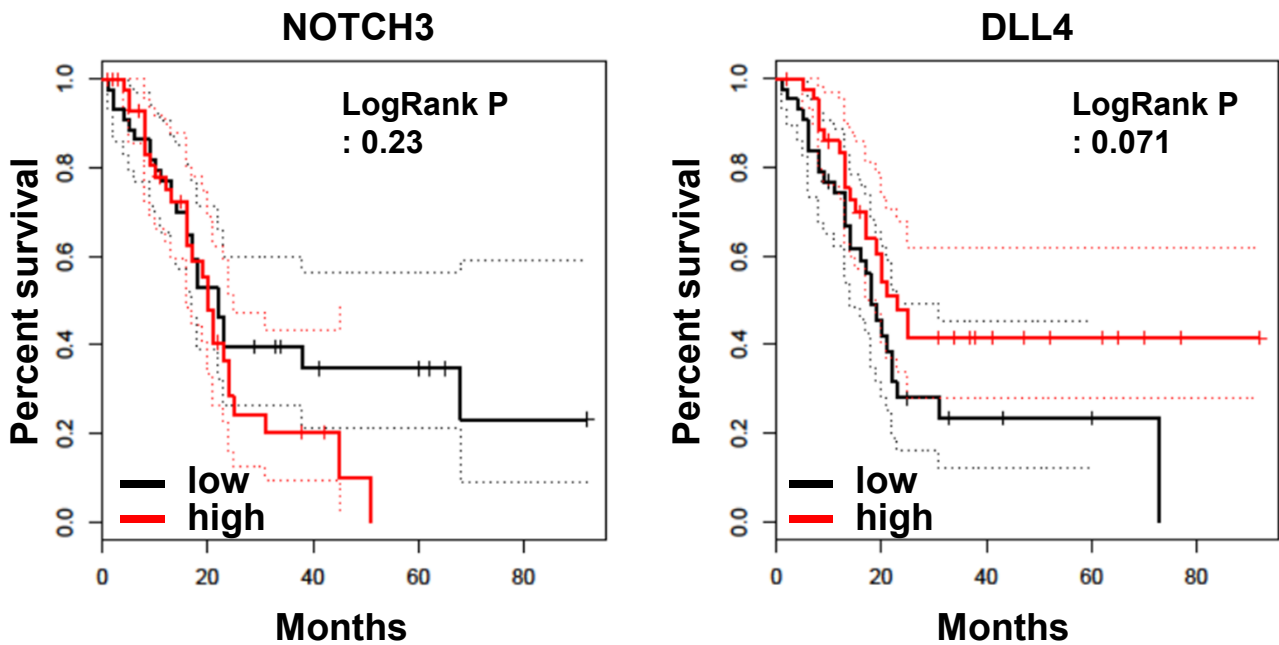 NOTCH3
LogRank P
: 0.23
Percent survival
1.0
0.8
0.6
0.4
0.2
0.0
low
high
0 20 40 60 80
Months
DLL4
LogRank P
: 0.071
Percent survival
1.0
0.8
0.6
0.4
0.2
0.0
low
high
0 20 40 60 80
Months